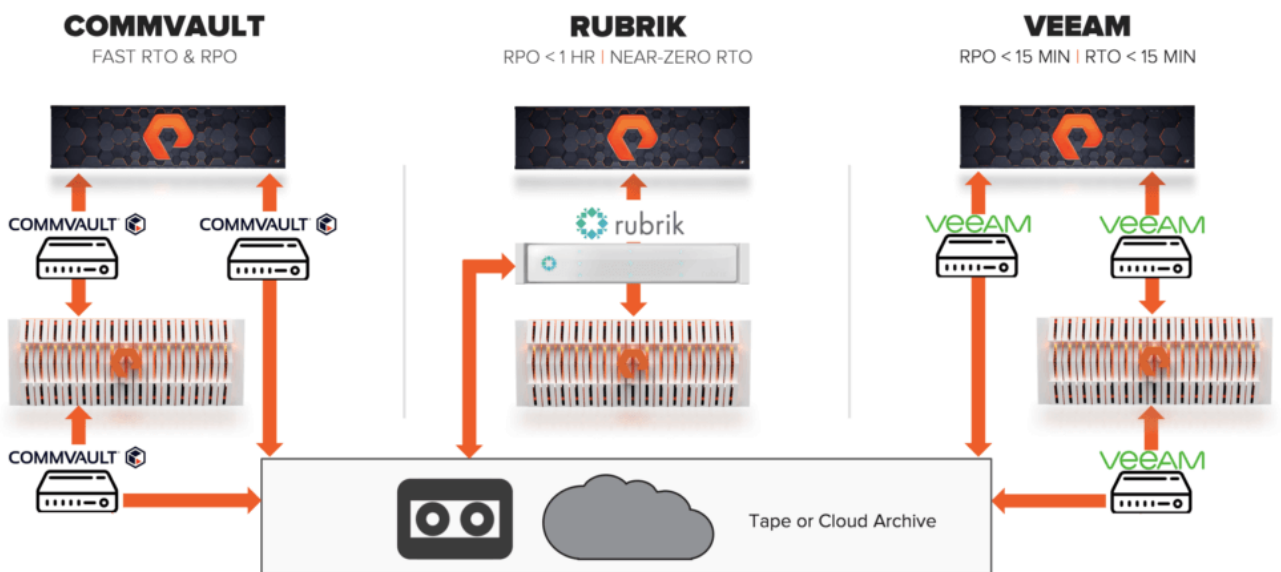 COMMVAULT
FAST RTO & RPO
RUBRIK
RPO < 1 HR | NEAR-ZERO RTO
VEEAM
RPO < 15 MIN | RTO < 15 MIN
COMMVAULT
COMMVAULT
rubrik
VEEAM
VEEAM
COMMVAULT
VEEAM
Tape or Cloud Archive